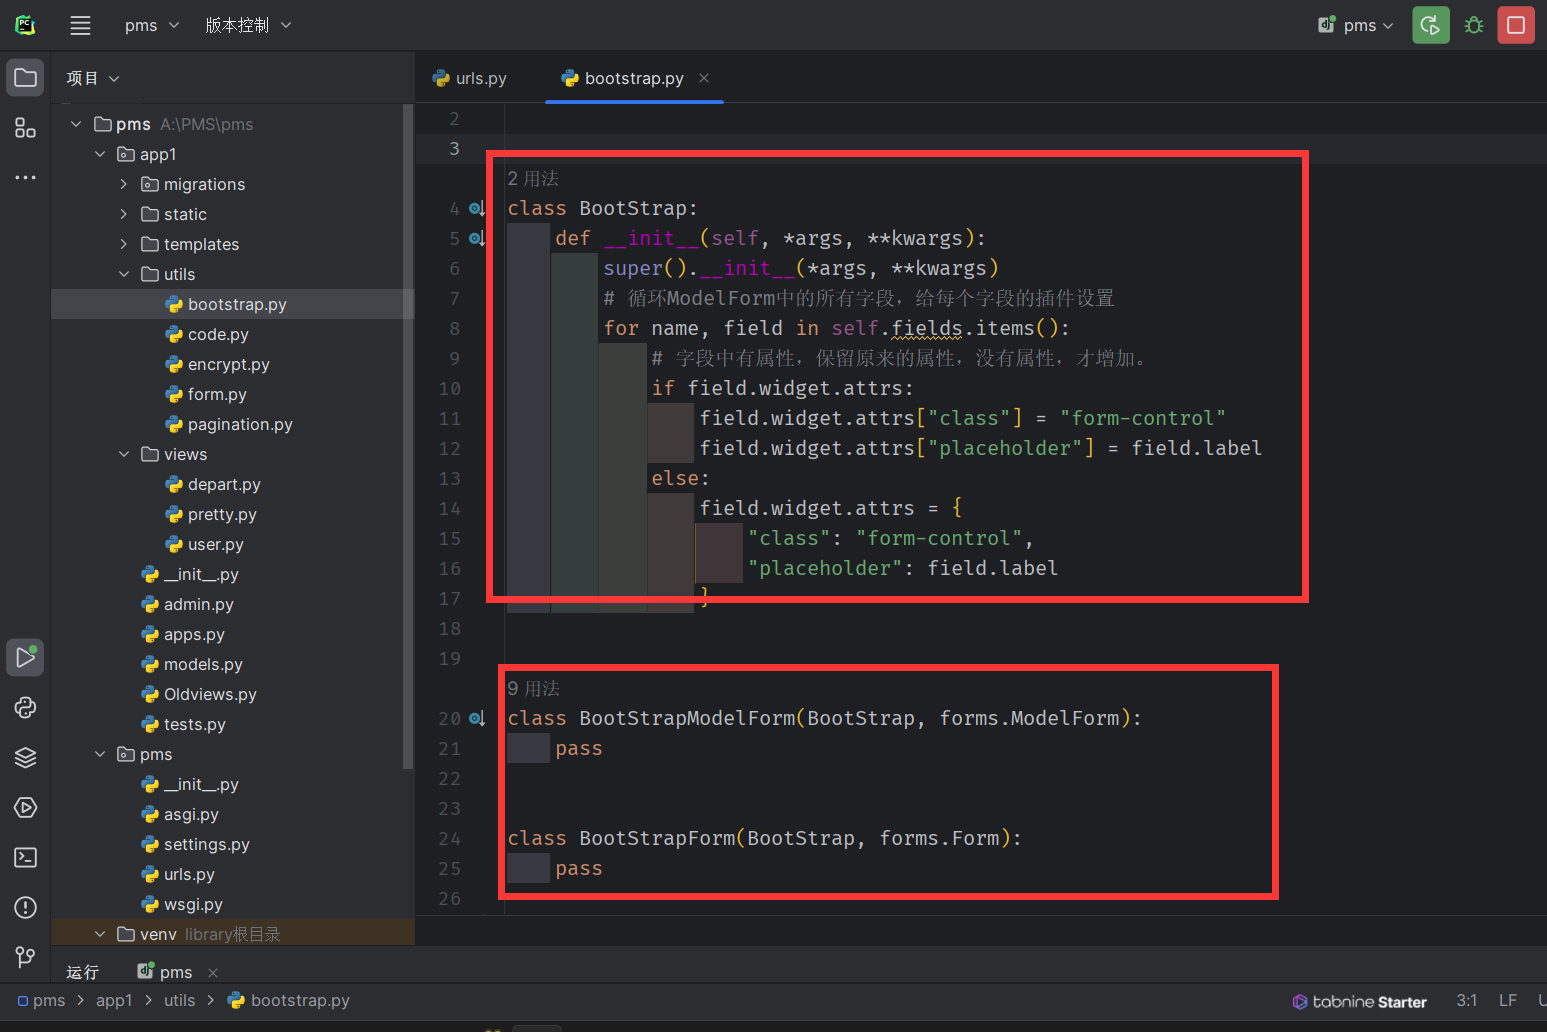 pms
版本控制
pms
项目
urls.py
bootstrap.py
pms A:\PMS\pms
app1
migrations
static
templates
utils
bootstrap.py
code.py
encrypt.py
form.py
pagination.py
views
depart.py
pretty.py
user.py
__init__.py
admin.py
apps.py
models.py
Oldviews.py
tests.py
pms
__init__.py
asgi.py
settings.py
urls.py
wsgi.py
venv library根目录
2
3
2 用法
4 class BootStrap:
5 def __init__(self, *args, **kwargs):
6 super().__init__(*args, **kwargs)
7 # 循环ModelForm中的所有字段，给每个字段的插件设置
8 for name, field in self.fields.items():
9 # 字段中有属性，保留原来的属性，没有属性，才增加。
10 if field.widget.attrs:
11 field.widget.attrs["class"] = "form-control"
12 field.widget.attrs["placeholder"] = field.label
13 else:
14 field.widget.attrs = {
15 "class": "form-control",
16 "placeholder": field.label
17 }
18
19
9 用法
20 class BootStrapModelForm(BootStrap, forms.ModelForm):
21 pass
22
23
24 class BootStrapForm(BootStrap, forms.Form):
25 pass
26
运行
pms
pms > app1 > utils > bootstrap.py
tabnine Starter
3:1
LF